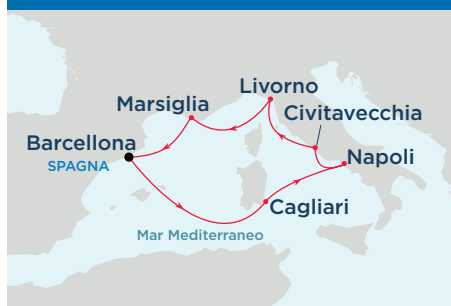 Livorno
Marsiglia
Civitavecchia
Barcellona
SPAGNA
Napoli
Cagliari
Mar Mediterraneo